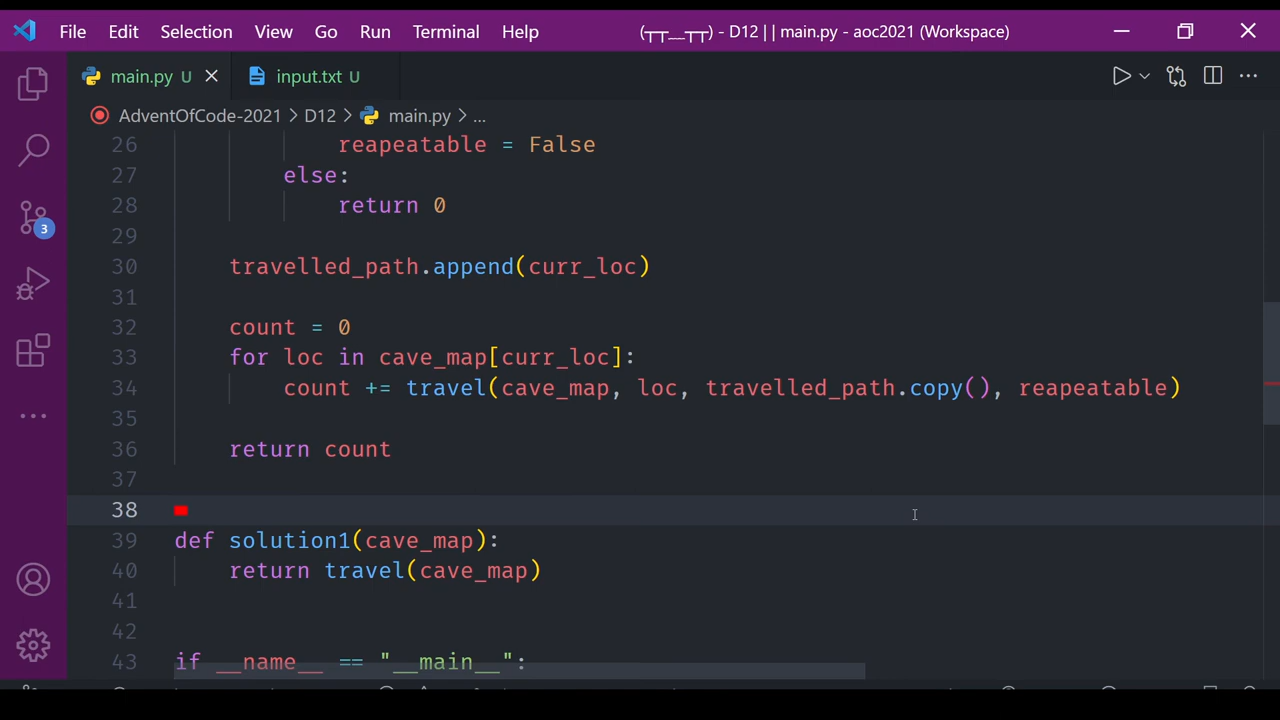 File Edit Selection View Go Run Terminal Help (┬┬﹏┬┬) - D12 | | main.py - aoc2021 (Workspace)
main.py U input.txt U
AdventOfCode-2021 > D12 > main.py > ...
26 reapeatable = False
27 else:
28 return 0
29
30 travelled_path.append(curr_loc)
31
32 count = 0
33 for loc in cave_map[curr_loc]:
34 count += travel(cave_map, loc, travelled_path.copy(), reapeatable)
35
36 return count
37
38
39 def solution1(cave_map):
40 return travel(cave_map)
41
42
43 if __name__ == "__main__":
3